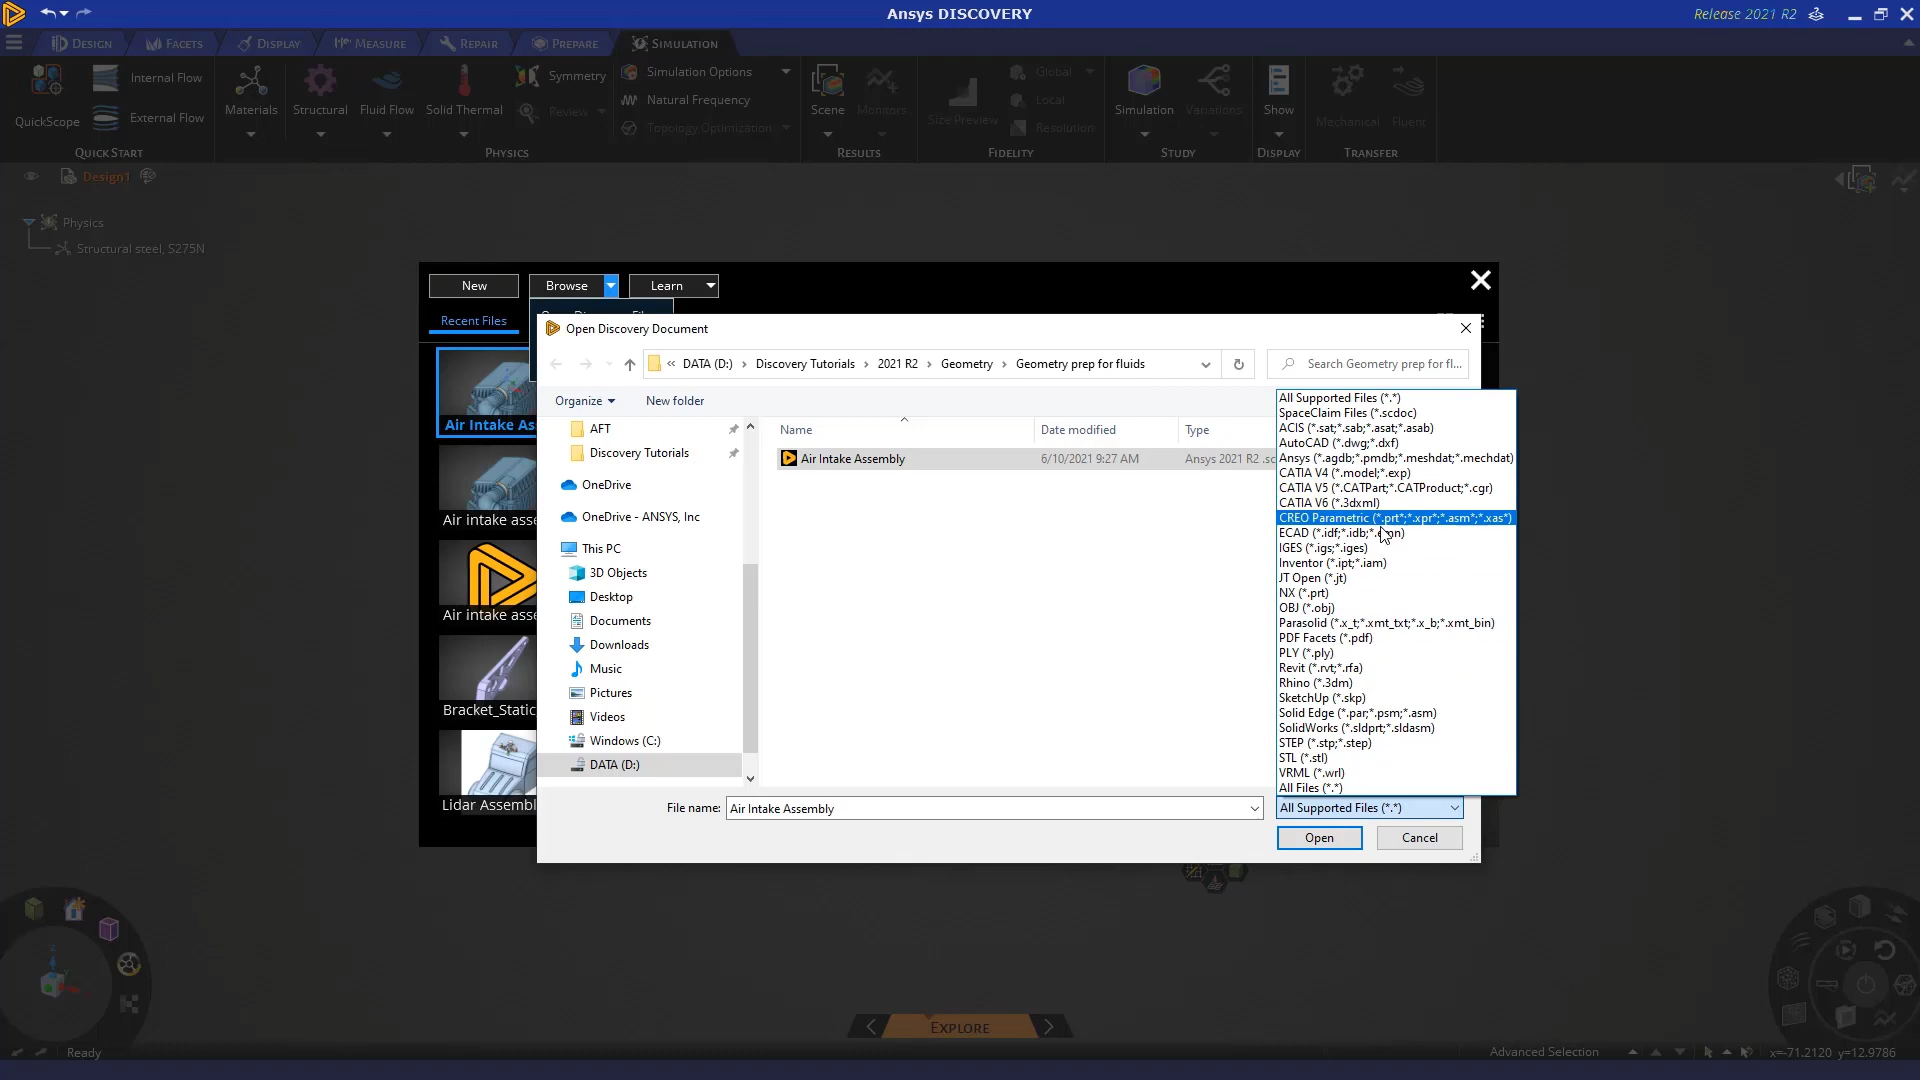 Ansys DISCOVERY
Release 2021 R2
DESIGN
FACETS
DISPLAY
MEASURE
REPAIR
PREPARE
SIMULATION
QuickScope
Internal Flow
External Flow
QUICK START
Materials
Structural
Fluid Flow
Solid Thermal
Symmetry
Review
Simulation Options
Natural Frequency
Topology Optimization
PHYSICS
Scene
Monitors
RESULTS
Size Preview
Global
Local
Resolution
FIDELITY
Simulation
Variations
STUDY
Show
DISPLAY
Mechanical
Fluent
TRANSFER
Design1
Physics
Structural steel, S275N
New
Browse
Learn
Recent Files
Air Intake As
Air intake asse
Air intake asse
Bracket_Static
Lidar Assembl
Open Discovery Document
« DATA (D:) › Discovery Tutorials › 2021 R2 › Geometry › Geometry prep for fluids
Search Geometry prep for fl...
Organize
New folder
AFT
Discovery Tutorials
OneDrive
OneDrive - ANSYS, Inc
This PC
3D Objects
Desktop
Documents
Downloads
Music
Pictures
Videos
Windows (C:)
DATA (D:)
Name
Date modified
Type
Air Intake Assembly
6/10/2021 9:27 AM
Ansys 2021 R2 .sc
All Supported Files (*.*)
SpaceClaim Files (*.scdoc)
ACIS (*.sat;*.sab;*.asat;*.asab)
AutoCAD (*.dwg;*.dxf)
Ansys (*.agdb;*.pmdb;*.meshdat;*.mechdat)
CATIA V4 (*.model;*.exp)
CATIA V5 (*.CATPart;*.CATProduct;*.cgr)
CATIA V6 (*.3dxml)
CREO Parametric (*.prt*;*.xpr*;*.asm*;*.xas*)
ECAD (*.idf;*.idb;*.emn)
IGES (*.igs;*.iges)
Inventor (*.ipt;*.iam)
JT Open (*.jt)
NX (*.prt)
OBJ (*.obj)
Parasolid (*.x_t;*.xmt_txt;*.x_b;*.xmt_bin)
PDF Facets (*.pdf)
PLY (*.ply)
Revit (*.rvt;*.rfa)
Rhino (*.3dm)
SketchUp (*.skp)
Solid Edge (*.par;*.psm;*.asm)
SolidWorks (*.sldprt;*.sldasm)
STEP (*.stp;*.step)
STL (*.stl)
VRML (*.wrl)
All Files (*.*)
File name: Air Intake Assembly
All Supported Files (*.*)
Open
Cancel
EXPLORE
Ready
Advanced Selection
x=-71.2120 y=12.9786